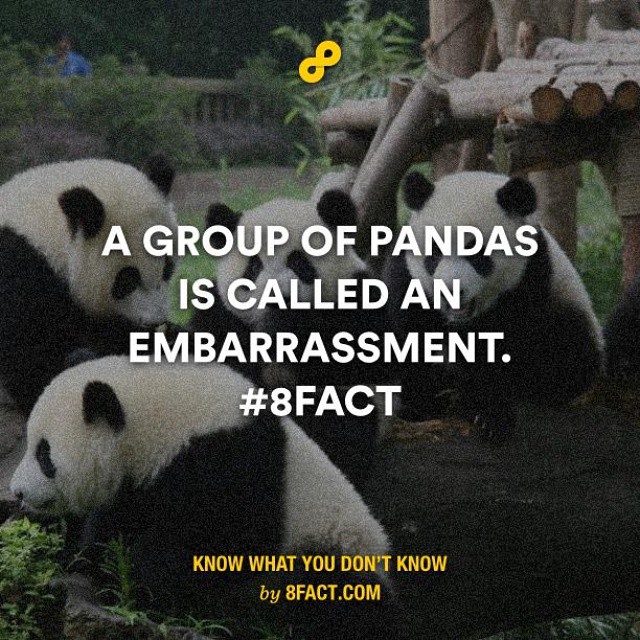 A GROUP OF PANDAS
IS CALLED AN
EMBARRASSMENT.
#8FACT
KNOW WHAT YOU DON'T KNOW
by 8FACT.COM